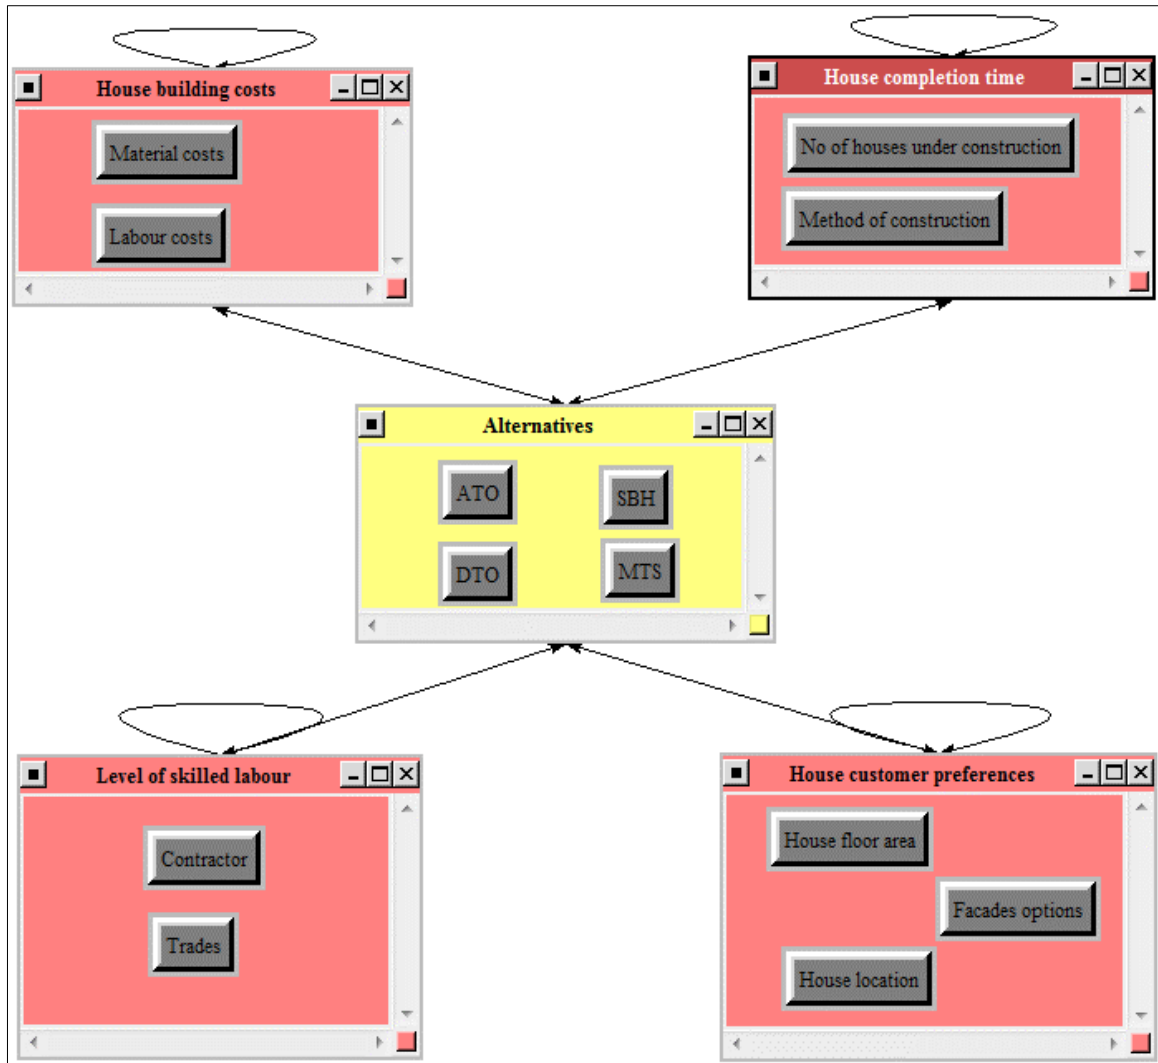 House building costs
Material costs
Labour costs
House completion time
No of houses under construction
Method of construction
Alternatives
ATO
SBH
DTO
MTS
Level of skilled labour
Contractor
Trades
House customer preferences
House floor area
Facades options
House location